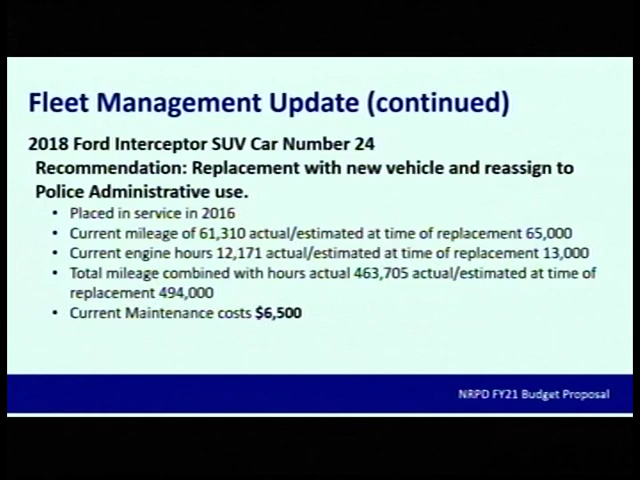 Fleet Management Update (continued)
2018 Ford Interceptor SUV Car Number 24
Recommendation: Replacement with new vehicle and reassign to
Police Administrative use.
• Placed in service in 2016
• Current mileage of 61,310 actual/estimated at time of replacement 65,000
• Current engine hours 12,171 actual/estimated at time of replacement 13,000
• Total mileage combined with hours actual 463,705 actual/estimated at time of
replacement 494,000
• Current Maintenance costs $6,500
NRPD FY21 Budget Proposal